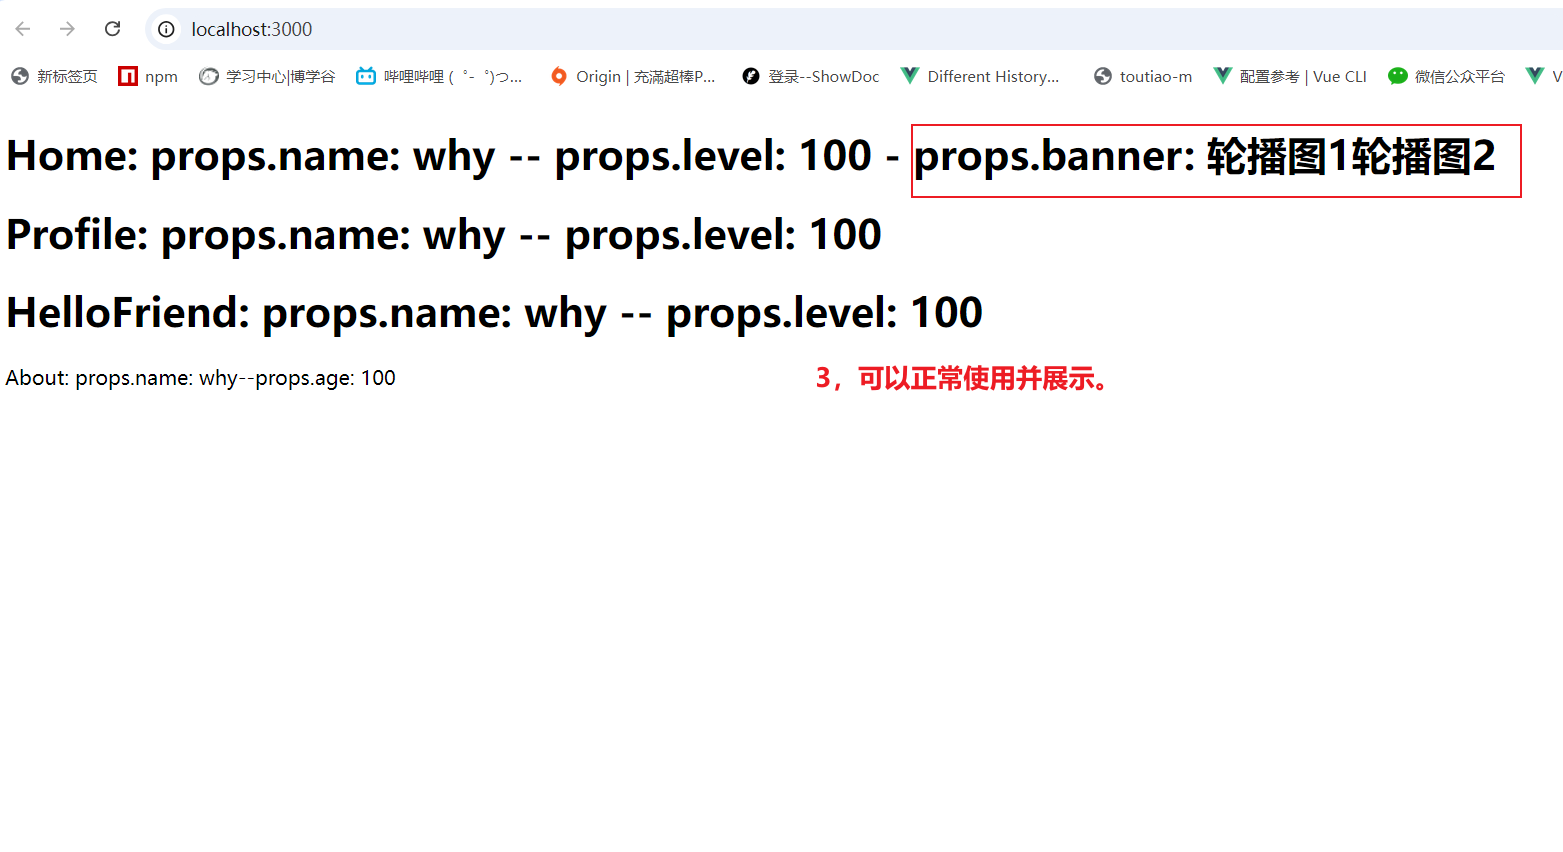 localhost:3000
新标签页 npm 学习中心|博学谷 哔哩哔哩 ( ゜- ゜)つ... Origin | 充滿超棒P... 登录--ShowDoc Different History... toutiao-m 配置参考 | Vue CLI 微信公众平台 V
Home: props.name: why -- props.level: 100 - props.banner: 轮播图1轮播图2
Profile: props.name: why -- props.level: 100
HelloFriend: props.name: why -- props.level: 100
About: props.name: why--props.age: 100
3，可以正常使用并展示。